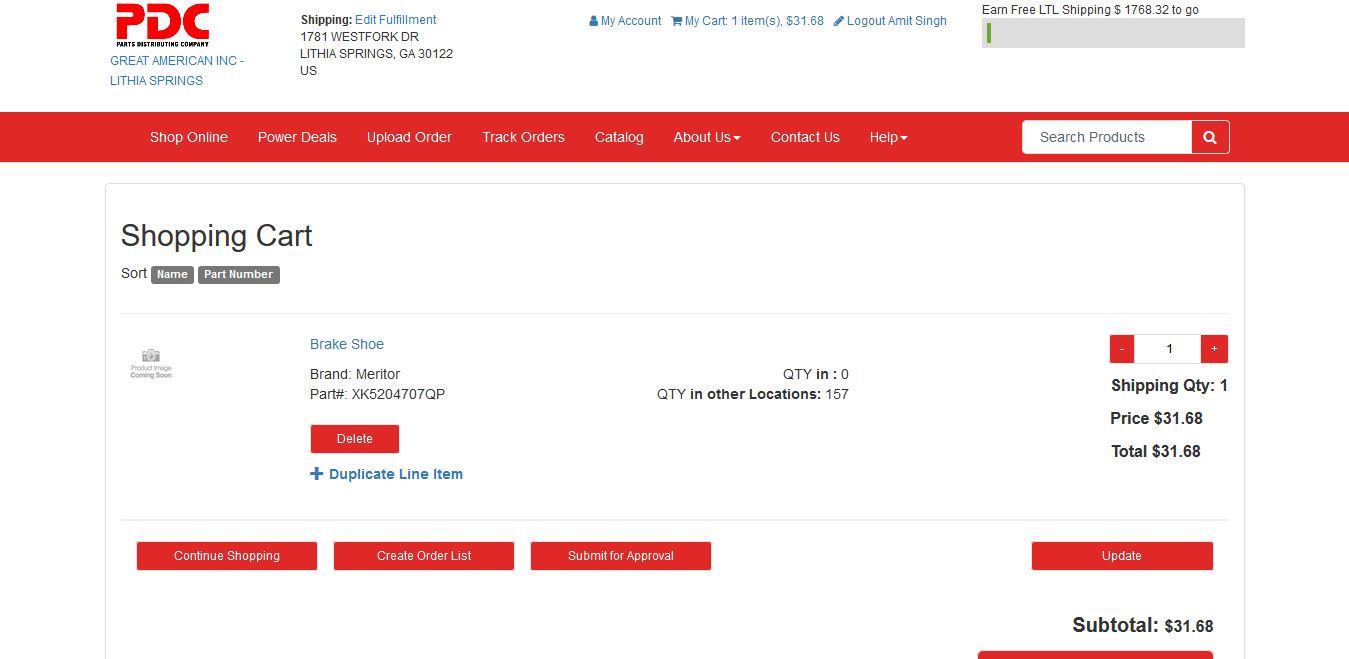 PDC
PARTS DISTRIBUTING COMPANY
GREAT AMERICAN INC -
LITHIA SPRINGS
Shipping: Edit Fulfillment
1781 WESTFORK DR
LITHIA SPRINGS, GA 30122
US
My Account My Cart: 1 item(s), $31.68 Logout Amit Singh
Earn Free LTL Shipping $ 1768.32 to go
Shop Online Power Deals Upload Order Track Orders Catalog About Us Contact Us Help Search Products
Shopping Cart
Sort Name Part Number
Product Image
Coming Soon
Brake Shoe
Brand: Meritor
Part#: XK5204707QP
QTY in : 0
QTY in other Locations: 157
Delete
Duplicate Line Item
- 1 +
Shipping Qty: 1
Price $31.68
Total $31.68
Continue Shopping Create Order List Submit for Approval Update
Subtotal: $31.68